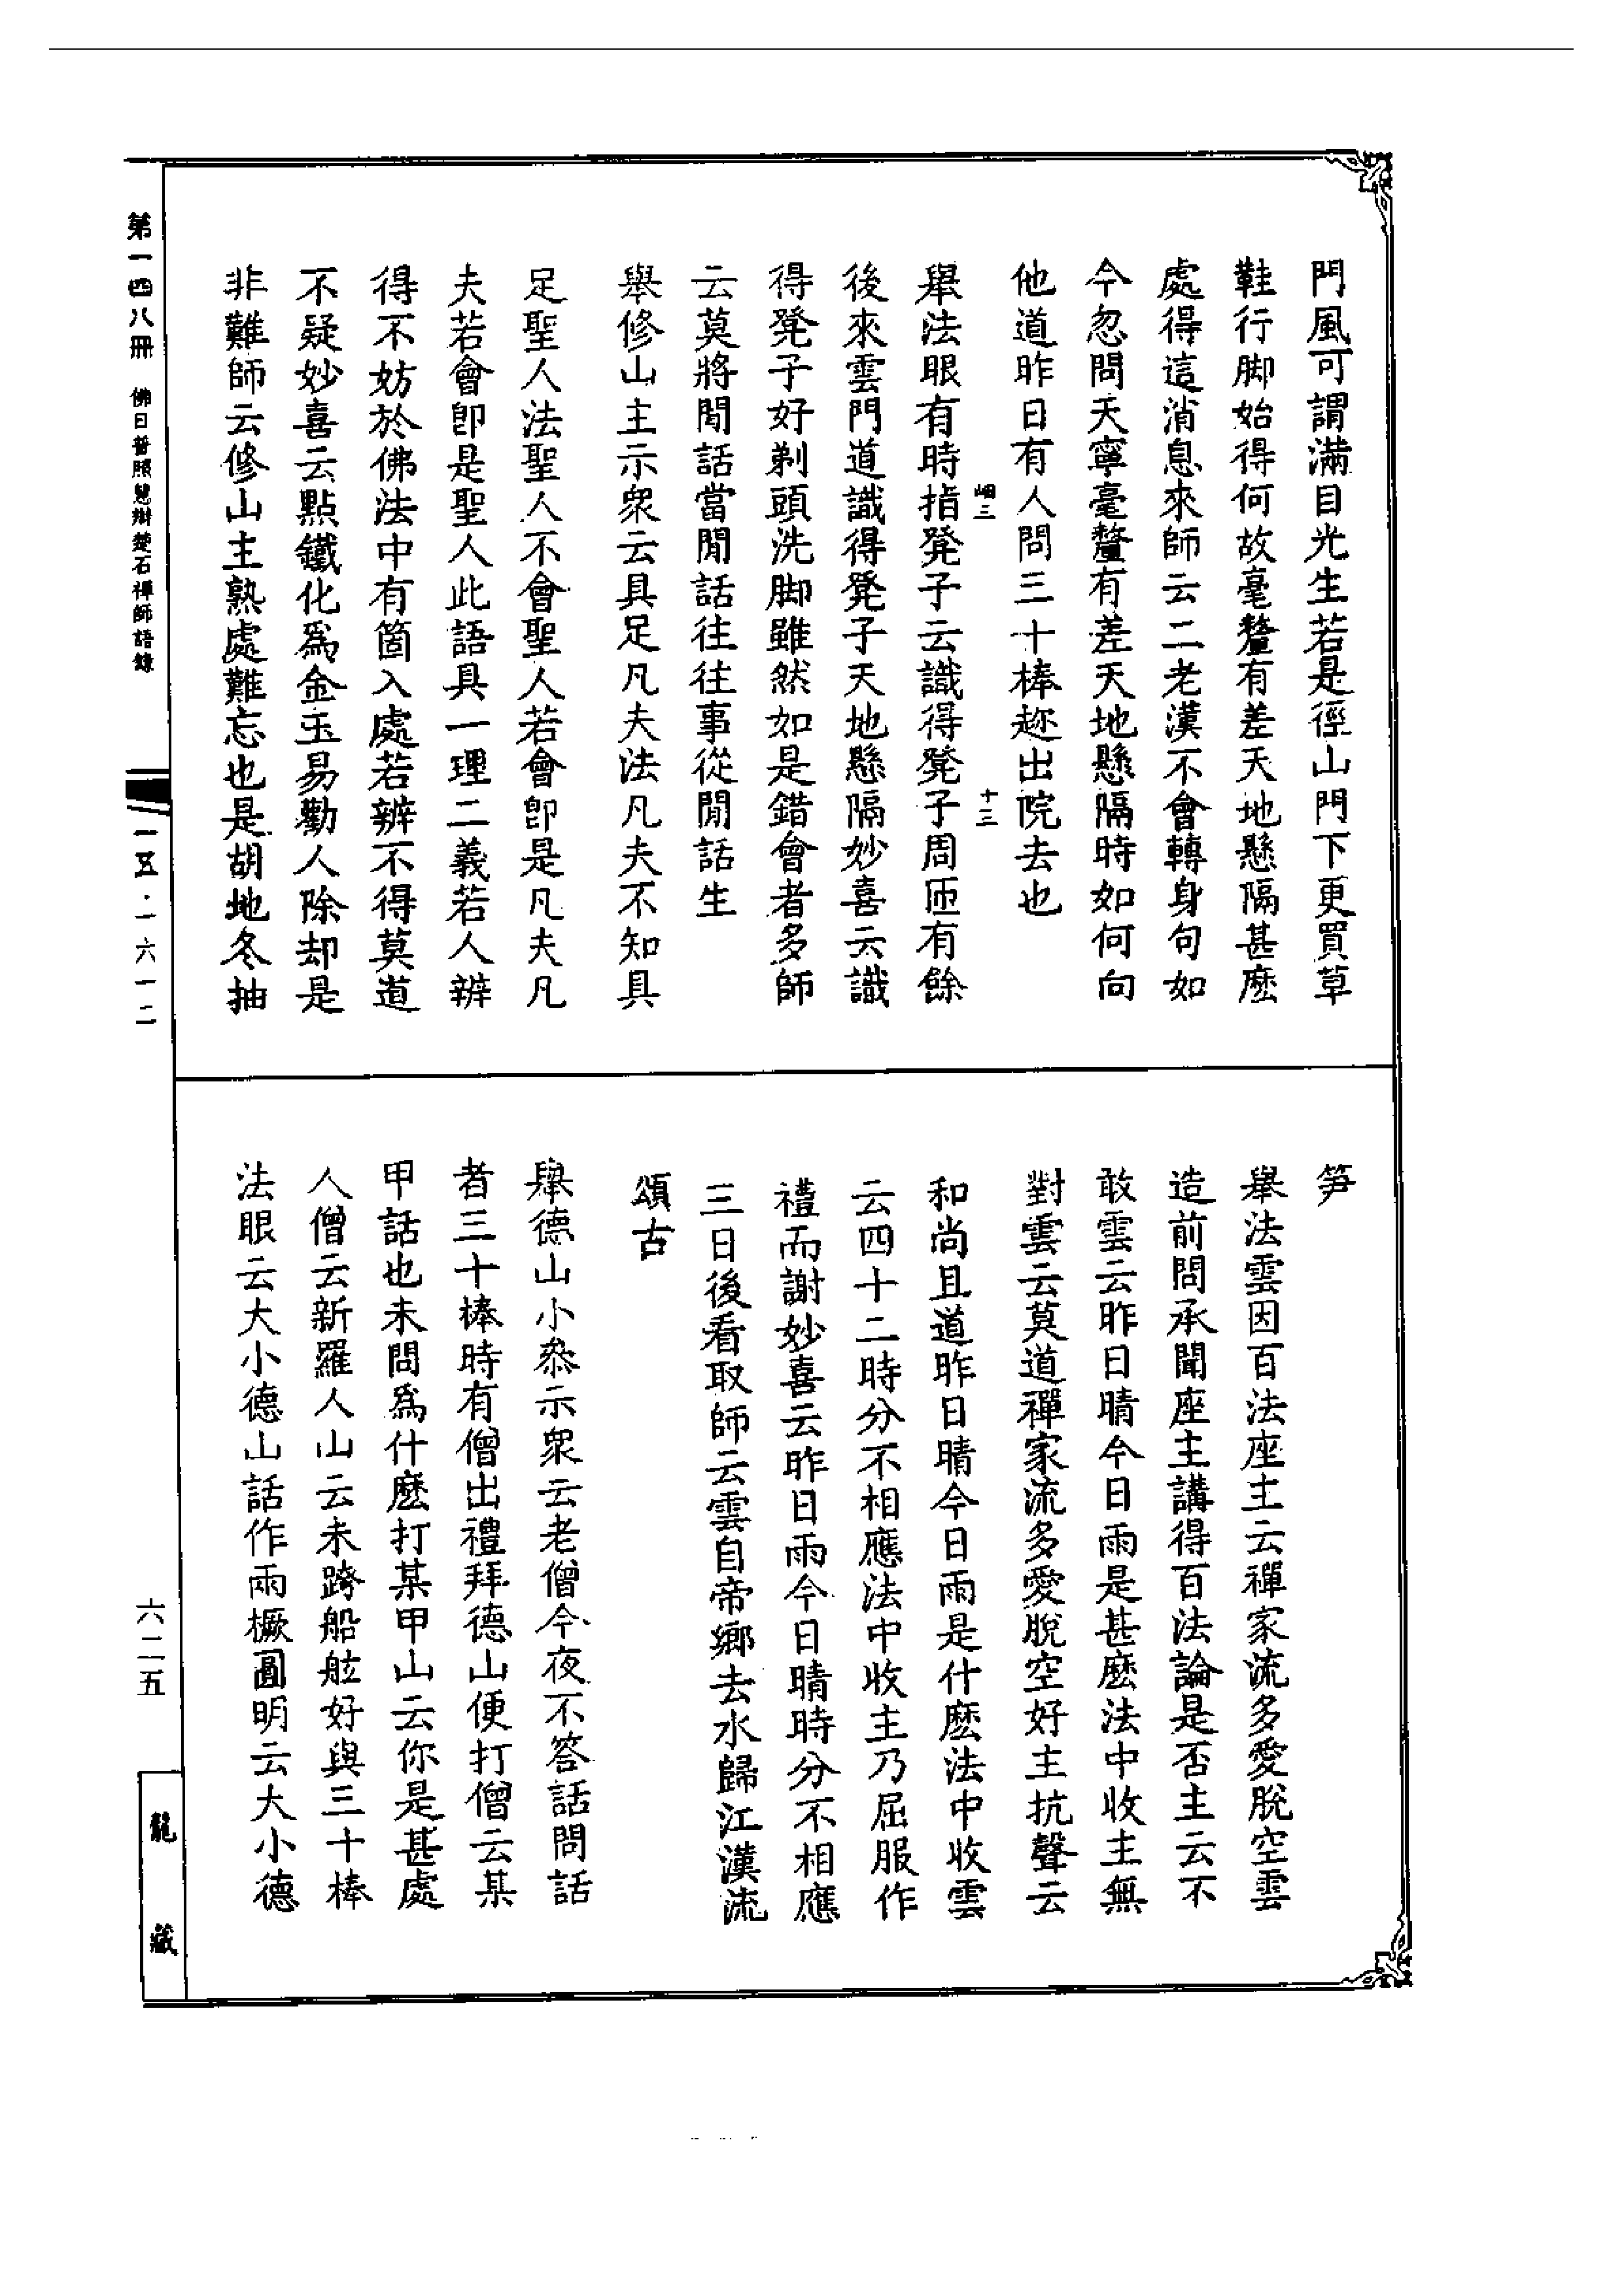 門風可謂滿目光生若是徑山門下更買草
鞋行脚始得何故毫釐有差天地懸隔甚麽
處得這消息來師云二老漢不會轉身句如
今忽問天寧毫釐有差天地懸隔時如何向
他道昨日有人問三十棒趂出院去也
十三
舉法眼有時指凳子云識得凳子周匝有餘
後來雲門道識得凳子天地懸隔妙喜云識
得凳子好剃頭洗脚雖然如是錯會者多師
云莫將閒話當閒話往往事從閒話生
舉修山主示衆云具足凡夫法凡夫不知具
足聖人法聖人不會聖人若會卽是凡夫凡
夫若會卽是聖人此語具一理二義若人辨
得不妨於佛法中有箇入處若辨不得莫道
不疑妙喜云點鐵化爲金玉易勸人除却是
非難師云修山主熟處難忘也是胡地冬抽
笋
舉法雲因百法座主云禪家流多愛脫空雲
造前問承聞座主講得百法論是否主云不
敢雲云昨日晴今日雨是甚麽法中收主無
對雲云莫道禪家流多愛脫空好主抗聲云
和尚且道昨日晴今日雨是什麽法中收雲
云四十二時分不相應法中收主乃屈服作
禮而謝妙喜云昨日雨今日晴時分不相應
三日後看取師云雲自帝鄉去水歸江漢流
頌古
舉德山小叅示衆云老僧今夜不答話問話
者三十棒時有僧出禮拜德山便打僧云某
甲話也未問爲什麽打某甲山云你是甚處
人僧云新羅人山云未跨船舷好與三十棒
法眼云大小德山話作兩橛圓明云大小德
第一四八冊 佛日普照慧辯楚石禪師語錄
一五·一六一二
六二五
龍藏